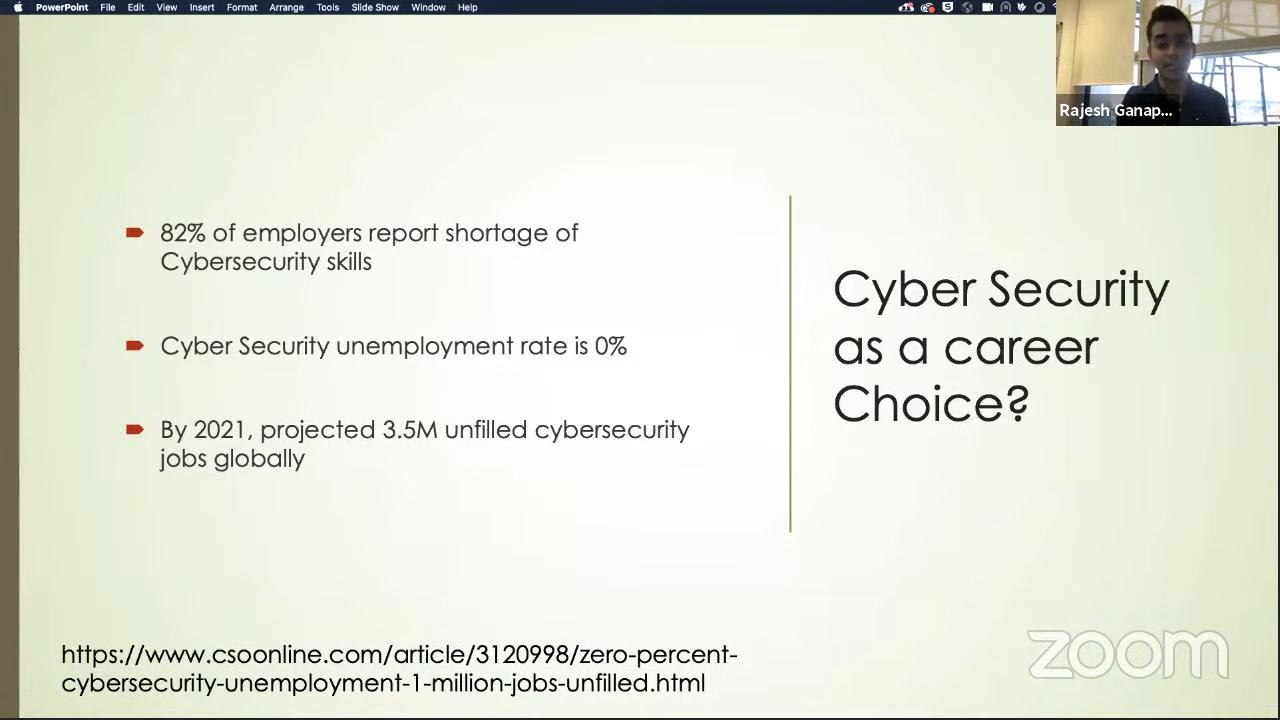 PowerPoint File Edit View Insert Format Arrange Tools Slide Show Window Help
Rajesh Ganap...
82% of employers report shortage of
Cybersecurity skills
Cyber Security unemployment rate is 0%
By 2021, projected 3.5M unfilled cybersecurity
jobs globally
Cyber Security
as a career
Choice?
https://www.csoonline.com/article/3120998/zero-percent-
cybersecurity-unemployment-1-million-jobs-unfilled.html
zoom